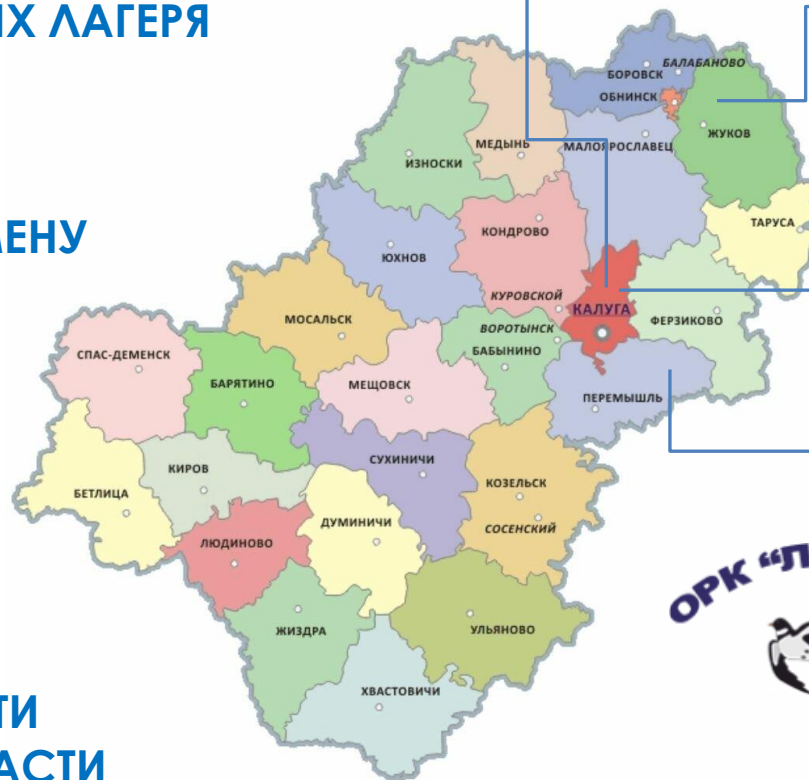 ИХ ЛАГЕРЯ
БАЛАБАНОВО
БОРОВСК
ОБНИНСК
ЖУКОВ
МЕДЫНЬ
МАЛОЯРОСЛАВЕЦ
ИЗНОСКИ
ТАРУСА
МЕНУ
КОНДРОВО
ЮХНОВ
КУРОВСКОЙ
КАЛУГА
МОСАЛЬСК
ФЕРЗИКОВО
ВОРОТЫНСК
БАБЫНИНО
СПАС-ДЕМЕНСК
БАРЯТИНО
МЕЩОВСК
ПЕРЕМЫШЛЬ
СУХИНИЧИ
КИРОВ
КОЗЕЛЬСК
БЕТЛИЦА
ДУМИНИЧИ
СОСЕНСКИЙ
ЛЮДИНОВО
ОРК "Л
ЖИЗДРА
УЛЬЯНОВО
ХВАСТОВИЧИ
ТИ
АСТИ